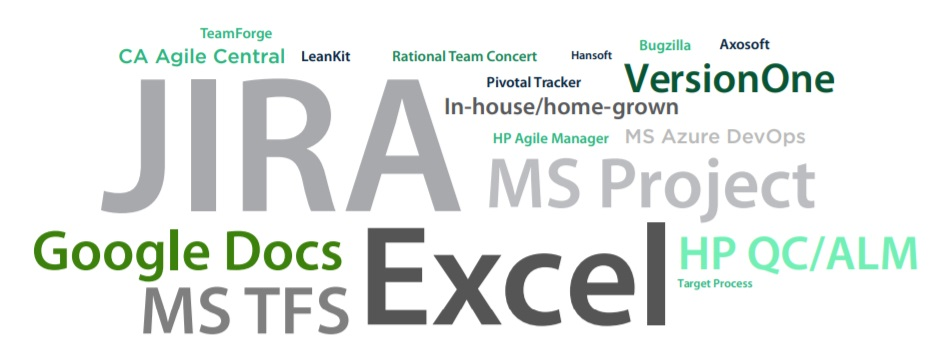 TeamForge
CA Agile Central
LeanKit
Rational Team Concert
Hansoft
Bugzilla
Axosoft
JIRA
Pivotal Tracker
VersionOne
In-house/home-grown
HP Agile Manager
MS Azure DevOps
MS Project
Google Docs
Excel
HP QC/ALM
Target Process
MS TFS